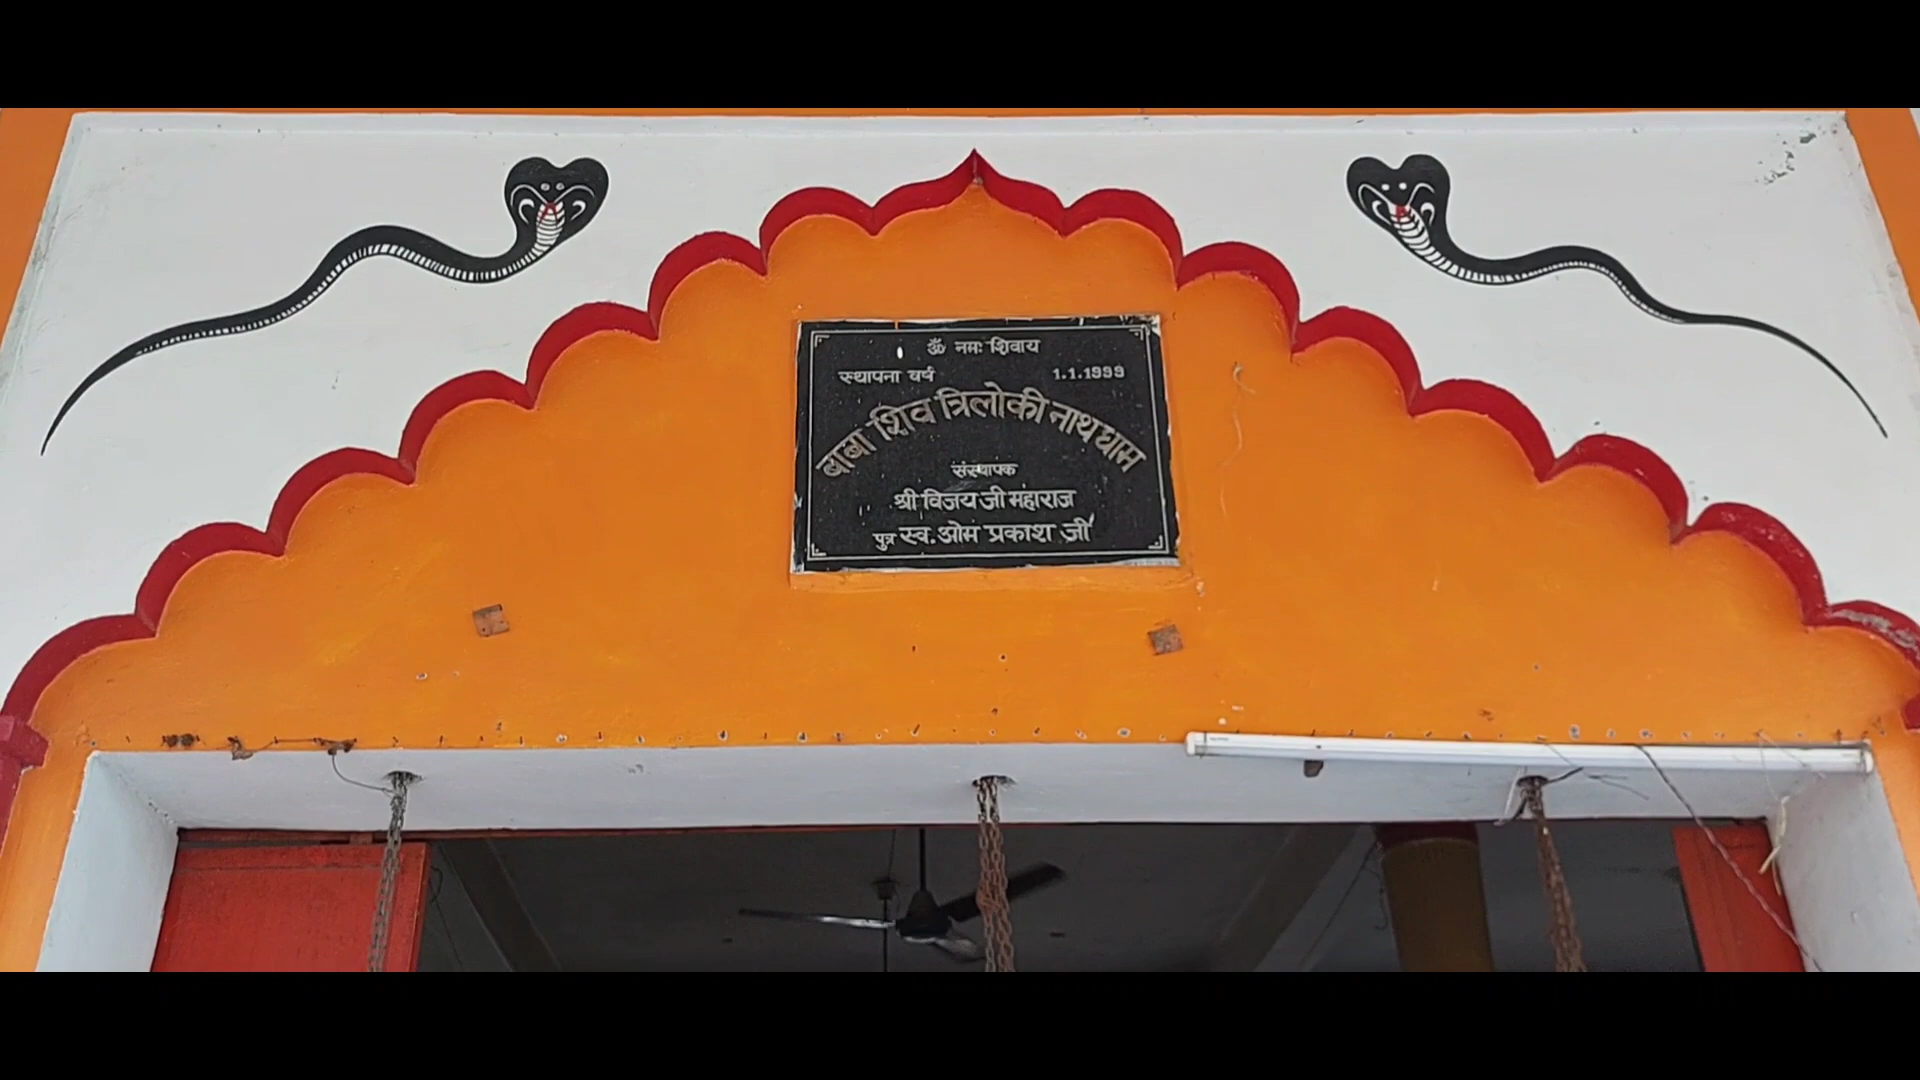 ॐ नमः शिवाय
स्थापना वर्ष 1.1.1999
बाबा शिव त्रिलोकी नाथ धाम
संस्थापक
श्री विजय जी महाराज
पुत्र स्व. ओम प्रकाश जी